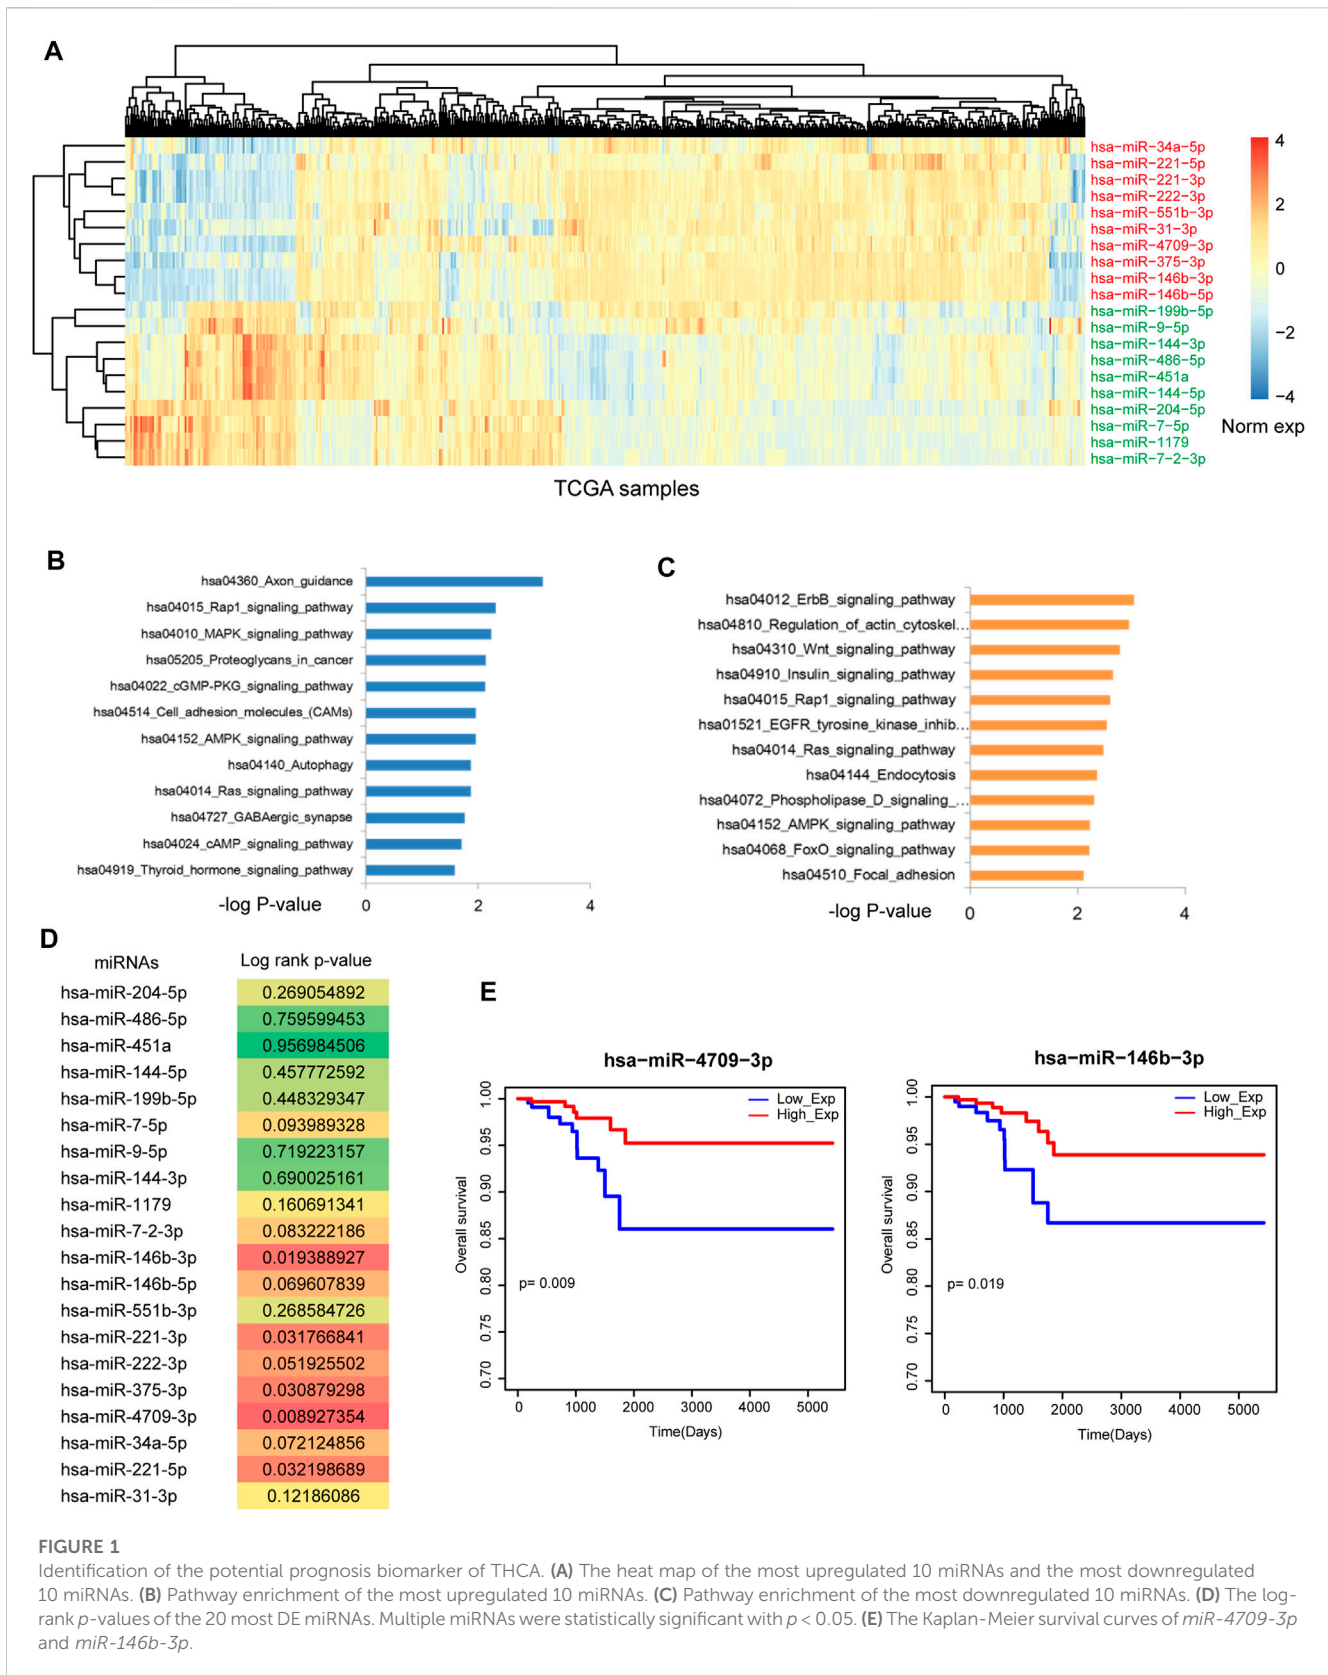 A
hsa-miR-34a-5p
hsa-miR-221-5p
hsa-miR-221-3p
hsa-miR-222-3p
hsa-miR-551b-3p
hsa-miR-31-3p
hsa-miR-4709-3p
hsa-miR-375-3p
hsa-miR-146b-3p
hsa-miR-146b-5p
hsa-miR-199b-5p
hsa-miR-9-5p
hsa-miR-144-3p
hsa-miR-486-5p
hsa-miR-451a
hsa-miR-144-5p
hsa-miR-204-5p
hsa-miR-7-5p
hsa-miR-1179
hsa-miR-7-2-3p
4
2
0
−2
−4
Norm exp
TCGA samples
B
hsa04360_Axon_guidance
hsa04015_Rap1_signaling_pathway
hsa04010_MAPK_signaling_pathway
hsa05205_Proteoglycans_in_cancer
hsa04022_cGMP-PKG_signaling_pathway
hsa04514_Cell_adhesion_molecules_(CAMs)
hsa04152_AMPK_signaling_pathway
hsa04140_Autophagy
hsa04014_Ras_signaling_pathway
hsa04727_GABAergic_synapse
hsa04024_cAMP_signaling_pathway
hsa04919_Thyroid_hormone_signaling_pathway
-log P-value 0 2 4
C
hsa04012_ErbB_signaling_pathway
hsa04810_Regulation_of_actin_cytoskel...
hsa04310_Wnt_signaling_pathway
hsa04910_Insulin_signaling_pathway
hsa04015_Rap1_signaling_pathway
hsa01521_EGFR_tyrosine_kinase_inhib...
hsa04014_Ras_signaling_pathway
hsa04144_Endocytosis
hsa04072_Phospholipase_D_signaling_...
hsa04152_AMPK_signaling_pathway
hsa04068_FoxO_signaling_pathway
hsa04510_Focal_adhesion
-log P-value 0 2 4
D
miRNAs Log rank p-value
hsa-miR-204-5p 0.269054892
hsa-miR-486-5p 0.759599453
hsa-miR-451a 0.956984506
hsa-miR-144-5p 0.457772592
hsa-miR-199b-5p 0.448329347
hsa-miR-7-5p 0.093989328
hsa-miR-9-5p 0.719223157
hsa-miR-144-3p 0.690025161
hsa-miR-1179 0.160691341
hsa-miR-7-2-3p 0.083222186
hsa-miR-146b-3p 0.019388927
hsa-miR-146b-5p 0.069607839
hsa-miR-551b-3p 0.268584726
hsa-miR-221-3p 0.031766841
hsa-miR-222-3p 0.051925502
hsa-miR-375-3p 0.030879298
hsa-miR-4709-3p 0.008927354
hsa-miR-34a-5p 0.072124856
hsa-miR-221-5p 0.032198689
hsa-miR-31-3p 0.12186086
E
hsa-miR-4709-3p
Low_Exp
High_Exp
Overall survival
1.00
0.95
0.90
0.85
0.80
0.75
0.70
p= 0.009
0 1000 2000 3000 4000 5000
Time(Days)
hsa-miR-146b-3p
Low_Exp
High_Exp
Overall survival
1.00
0.95
0.90
0.85
0.80
0.75
0.70
p= 0.019
0 1000 2000 3000 4000 5000
Time(Days)
FIGURE 1
Identification of the potential prognosis biomarker of THCA. (A) The heat map of the most upregulated 10 miRNAs and the most downregulated
10 miRNAs. (B) Pathway enrichment of the most upregulated 10 miRNAs. (C) Pathway enrichment of the most downregulated 10 miRNAs. (D) The log-
rank p-values of the 20 most DE miRNAs. Multiple miRNAs were statistically significant with p < 0.05. (E) The Kaplan-Meier survival curves of miR-4709-3p
and miR-146b-3p.